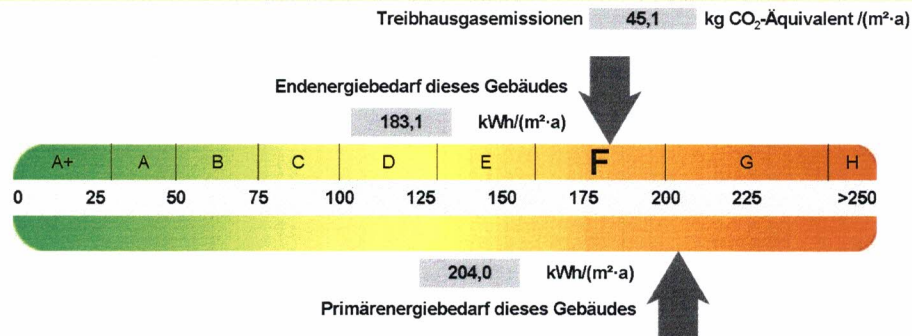 Treibhausgasemissionen 45,1 kg CO₂-Äquivalent /(m²·a)
Endenergiebedarf dieses Gebäudes
183,1 kWh/(m²·a)
A+ A B C D E F G H
0 25 50 75 100 125 150 175 200 225 >250
204,0 kWh/(m²·a)
Primärenergiebedarf dieses Gebäudes